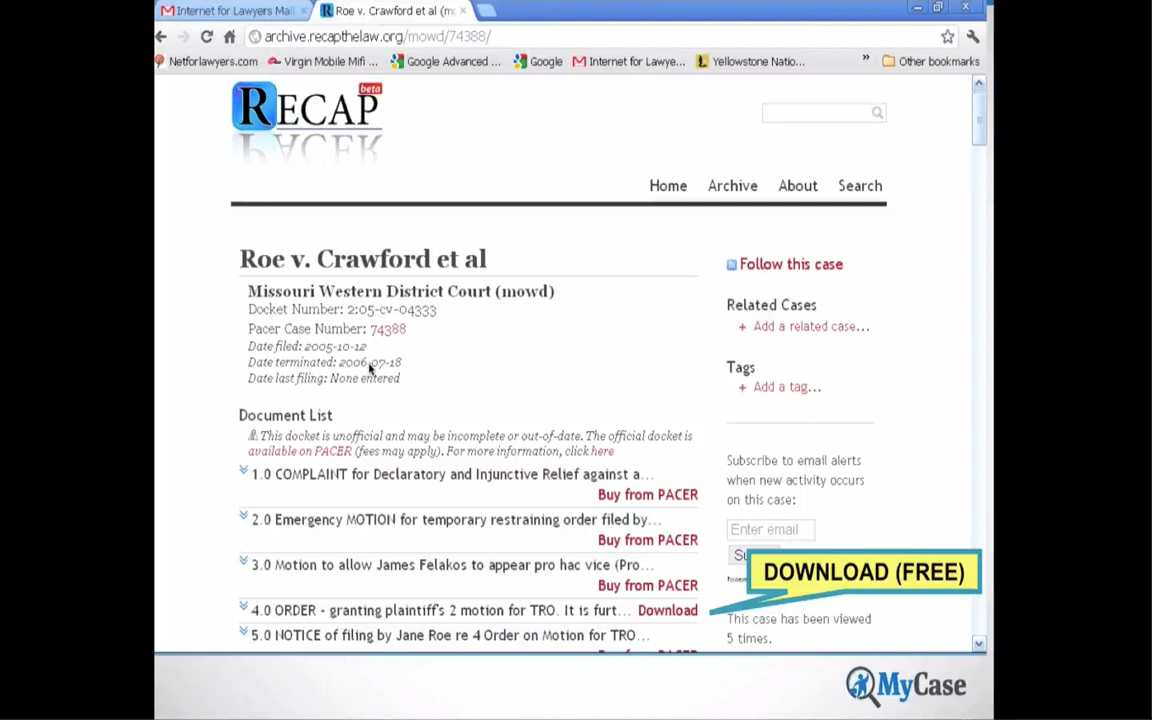 Internet for Lawyers Mail
Roe v. Crawford et al (mo
archive.recapthelaw.org/mowd/74388/
Netforlawyers.com
Virgin Mobile Mifi ...
Google Advanced ...
Google
Internet for Lawye...
Yellowstone Natio...
»
Other bookmarks
RECAP
beta
Home
Archive
About
Search
Roe v. Crawford et al
Missouri Western District Court (mowd)
Docket Number: 2:05-cv-04333
Pacer Case Number: 74388
Date filed: 2005-10-12
Date terminated: 2006-07-18
Date last filing: None entered
Document List
This docket is unofficial and may be incomplete or out-of-date. The official docket is
available on PACER (fees may apply). For more information, click here
1.0 COMPLAINT for Declaratory and Injunctive Relief against a...
Buy from PACER
2.0 Emergency MOTION for temporary restraining order filed by...
Buy from PACER
3.0 Motion to allow James Felakos to appear pro hac vice (Pro...
Buy from PACER
4.0 ORDER - granting plaintiff's 2 motion for TRO. It is furt...
Download
5.0 NOTICE of filing by Jane Roe re 4 Order on Motion for TRO...
Follow this case
Related Cases
+ Add a related case...
Tags
+ Add a tag...
Subscribe to email alerts
when new activity occurs
on this case:
Enter email
Su
DOWNLOAD (FREE)
This case has been viewed
5 times.
MyCase